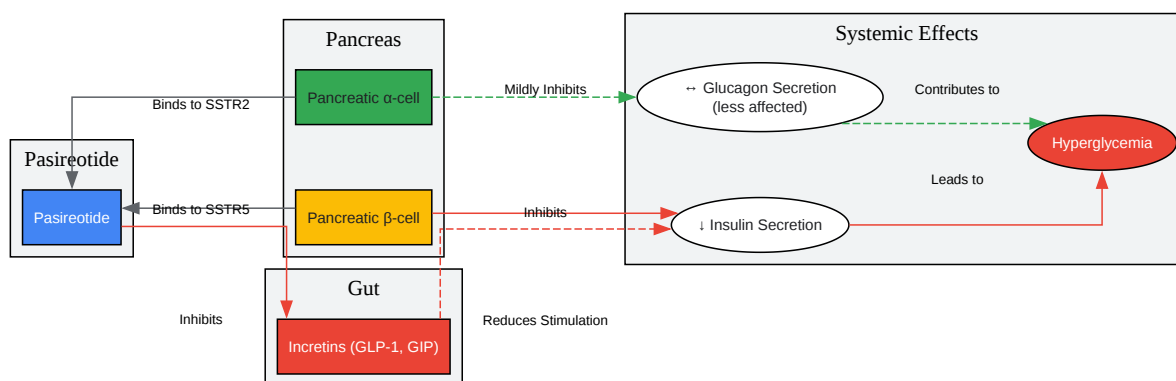 Pancreas
Systemic Effects
Pancreatic α-cell
Mildly Inhibits
↔ Glucagon Secretion
(less affected)
Contributes to
Binds to SSTR2
Hyperglycemia
Pasireotide
Pasireotide
Binds to SSTR5
Pancreatic β-cell
Inhibits
↓ Insulin Secretion
Leads to
Gut
Inhibits
Incretins (GLP-1, GIP)
Reduces Stimulation